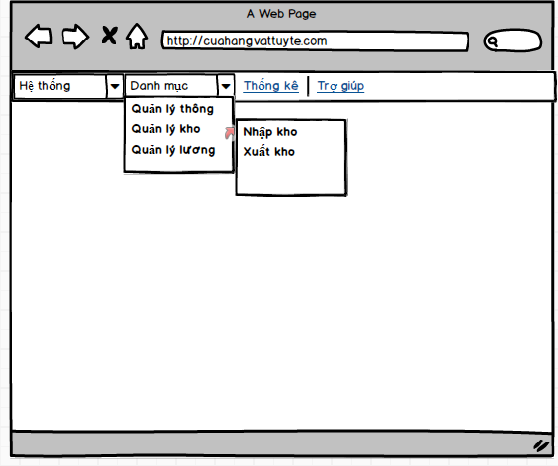 A Web Page
http://cuahangvattuyte.com
Hệ thống Danh mục Thống kê Trợ giúp
Quản lý thông
Quản lý kho
Quản lý lương
Nhập kho
Xuất kho